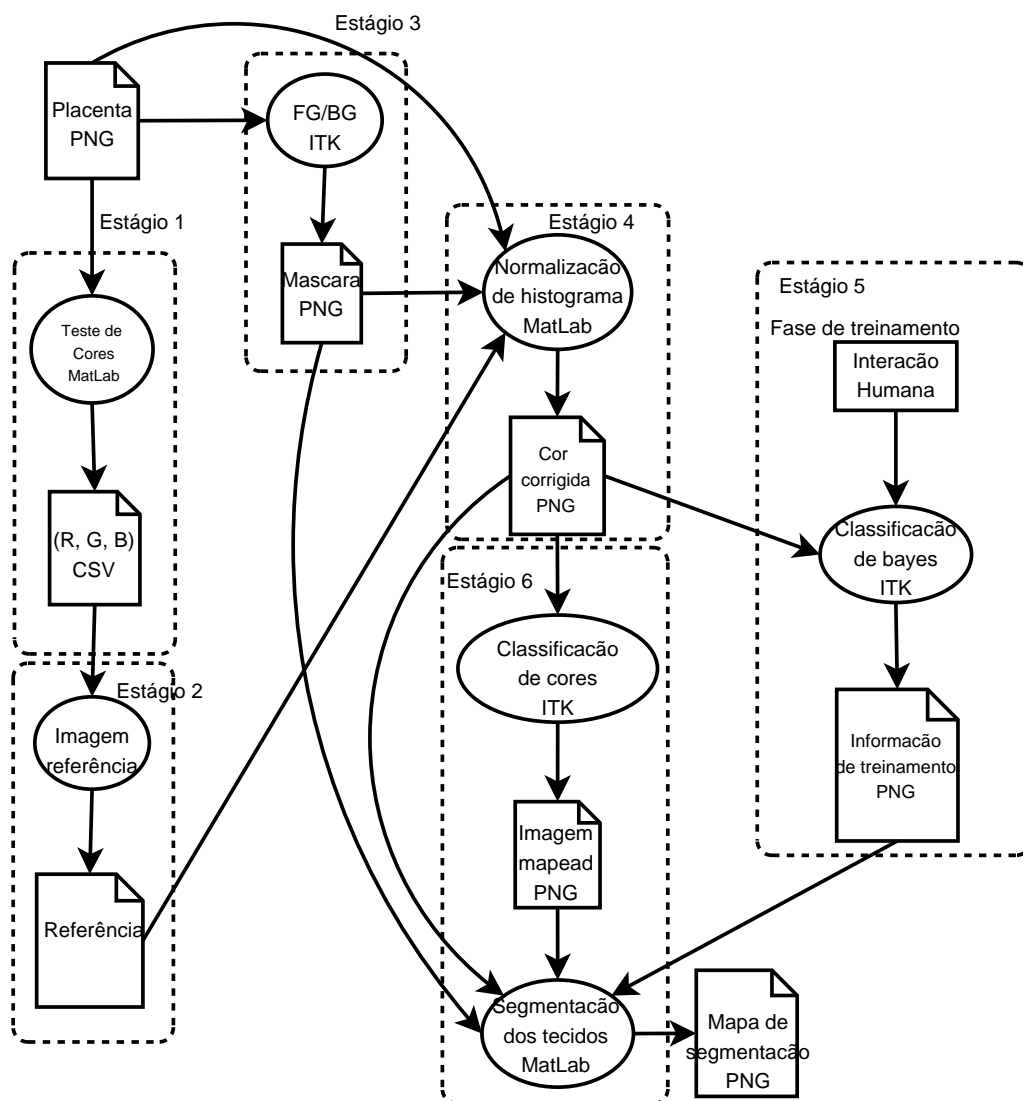 Estágio 3
Placenta
PNG
FG/BG
ITK
Estágio 1
Mascara
PNG
Estágio 4
Normalizacão
de histograma
MatLab
Estágio 5
Fase de treinamento
Interacão
Humana
Teste de
Cores
MatLab
Cor
corrigida
PNG
(R, G, B)
CSV
Classificacão
de bayes
ITK
Estágio 6
Classificacão
de cores
ITK
Estágio 2
Imagem
referência
Informacão
de treinamento
PNG
Imagem
mapead
PNG
Referência
Segmentacão
dos tecidos
MatLab
Mapa de
segmentacão
PNG